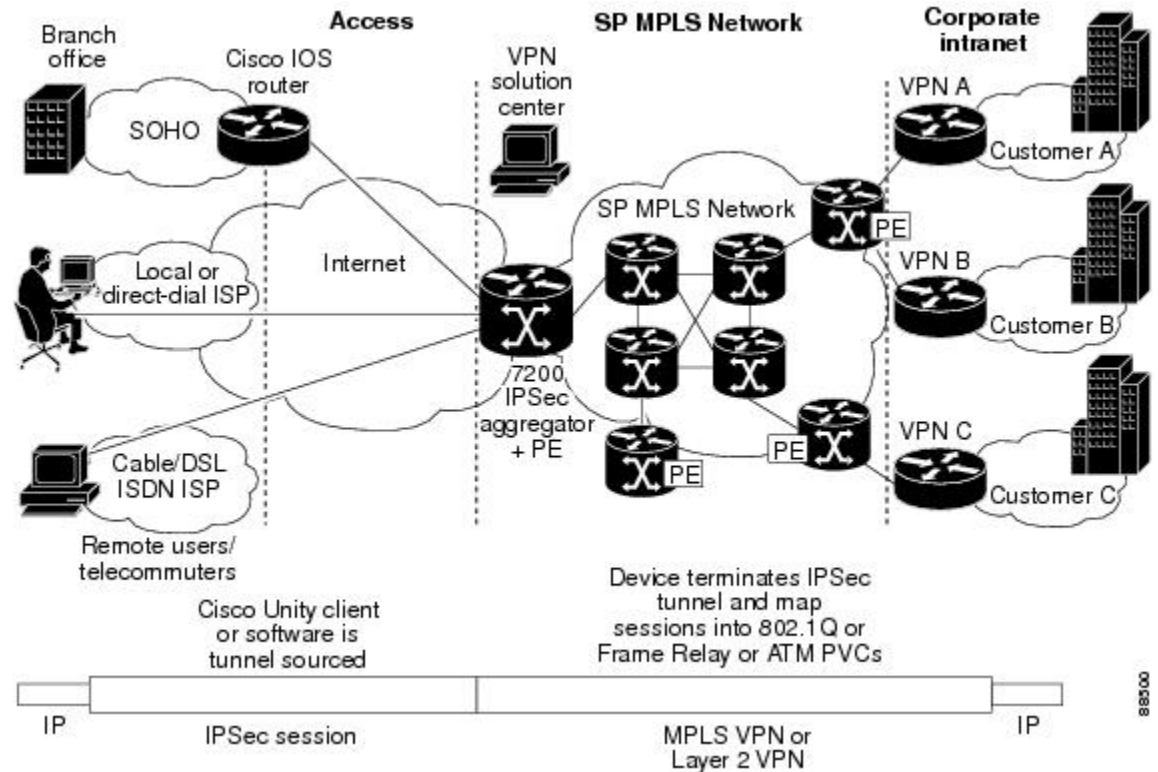 Access
SP MPLS Network
Corporate
intranet
Branch
office
Cisco IOS
router
VPN
solution
center
VPN A
SOHO
Customer A
SP MPLS Network
PE
Internet
Local or
direct-dial ISP
VPN B
Customer B
7200
IPSec
aggregator
+ PE
Cable/DSL
ISDN ISP
PE
PE
VPN C
Customer C
Remote users/
telecommuters
Cisco Unity client
or software is
tunnel sourced
Device terminates IPSec
tunnel and map
sessions into 802.1Q or
Frame Relay or ATM PVCs
IP
IPSec session
MPLS VPN or
Layer 2 VPN
IP
88500